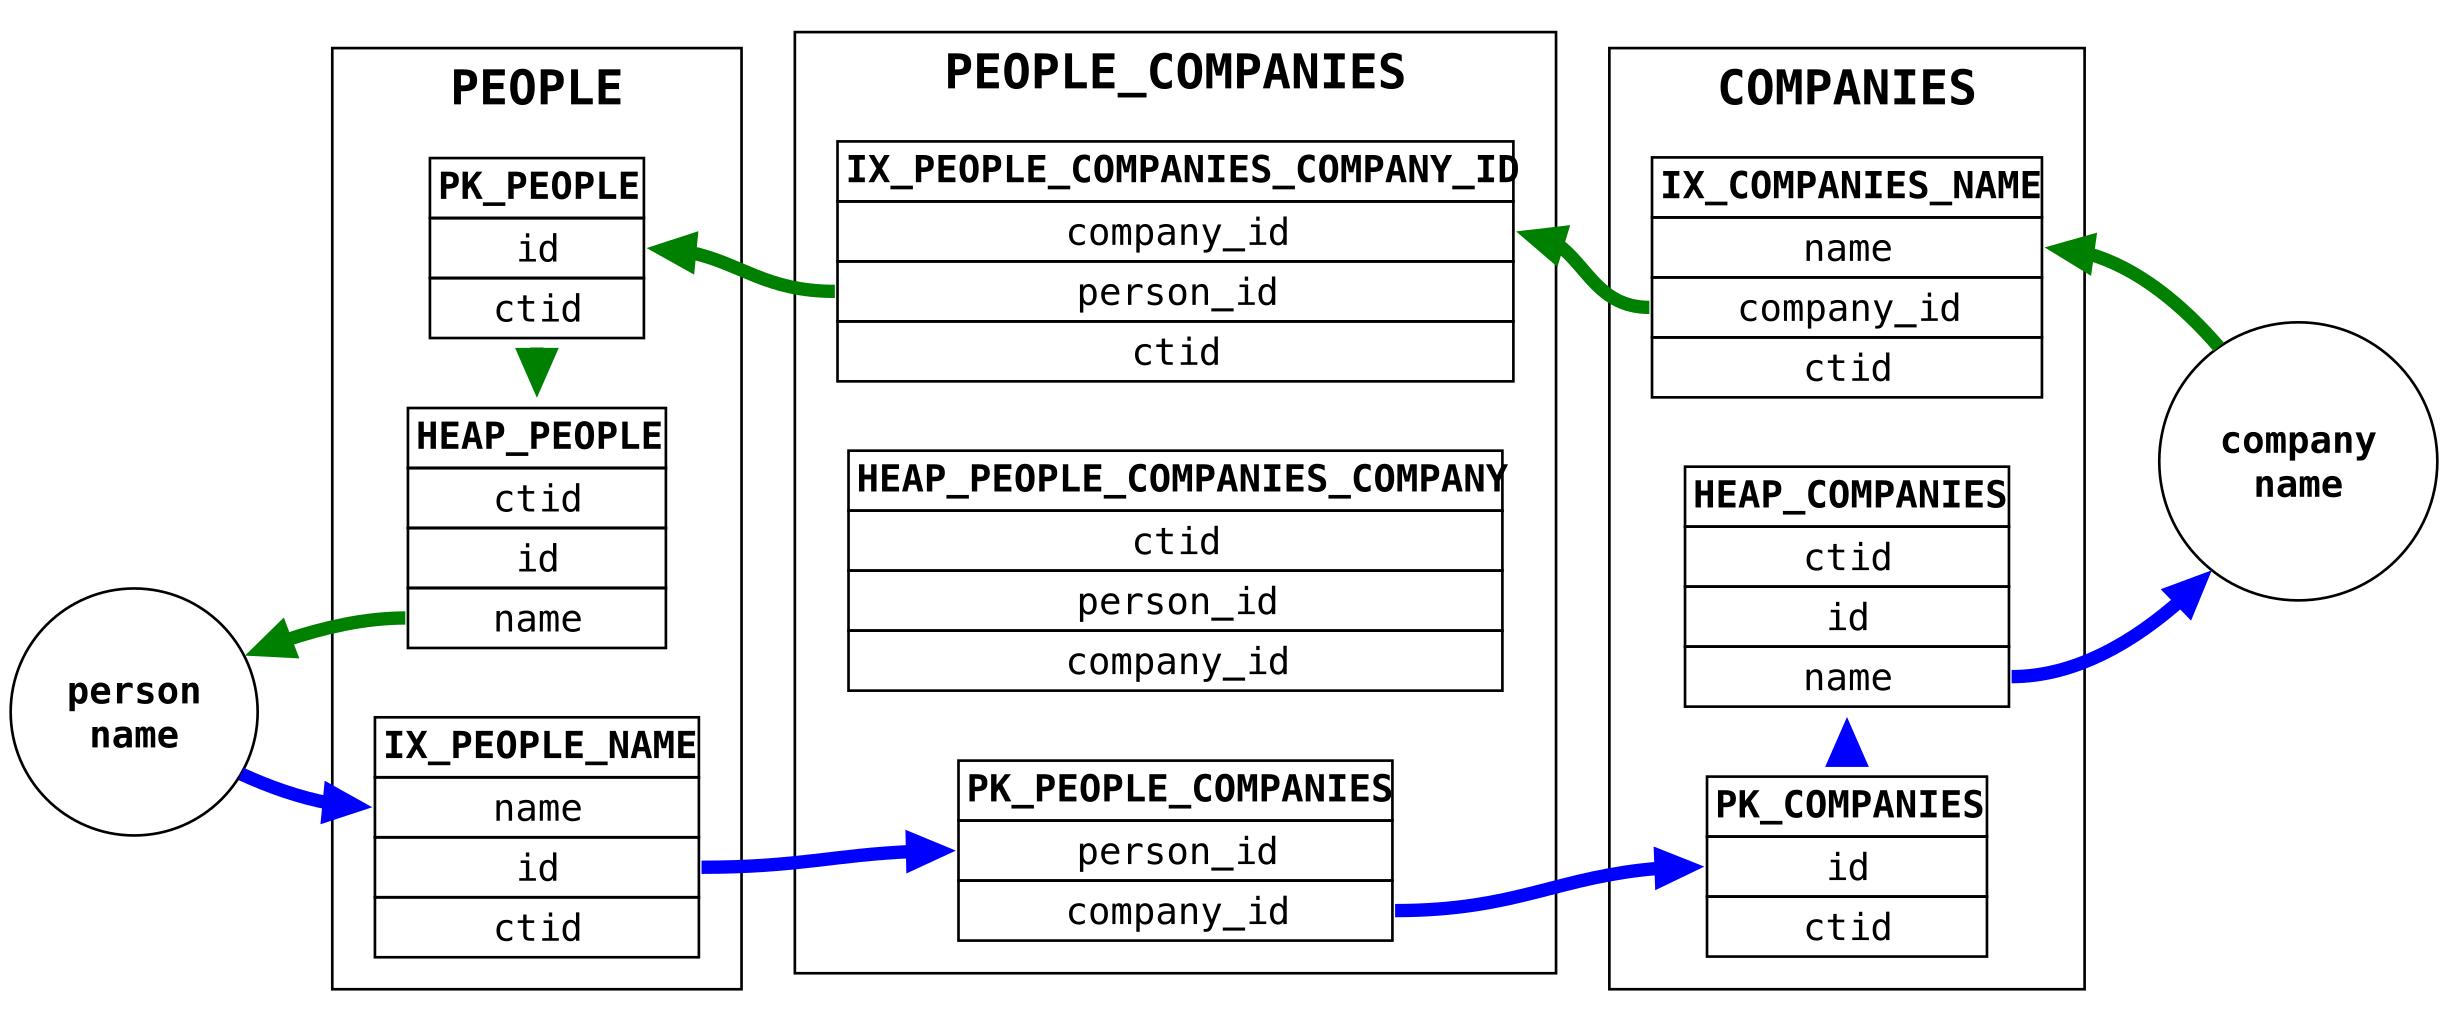 PEOPLE
PK_PEOPLE
id
ctid
HEAP_PEOPLE
ctid
id
name
IX_PEOPLE_NAME
name
id
ctid
person
name
PEOPLE_COMPANIES
IX_PEOPLE_COMPANIES_COMPANY_ID
company_id
person_id
ctid
HEAP_PEOPLE_COMPANIES_COMPANY
ctid
person_id
company_id
PK_PEOPLE_COMPANIES
person_id
company_id
COMPANIES
IX_COMPANIES_NAME
name
company_id
ctid
HEAP_COMPANIES
ctid
id
name
PK_COMPANIES
id
ctid
company
name